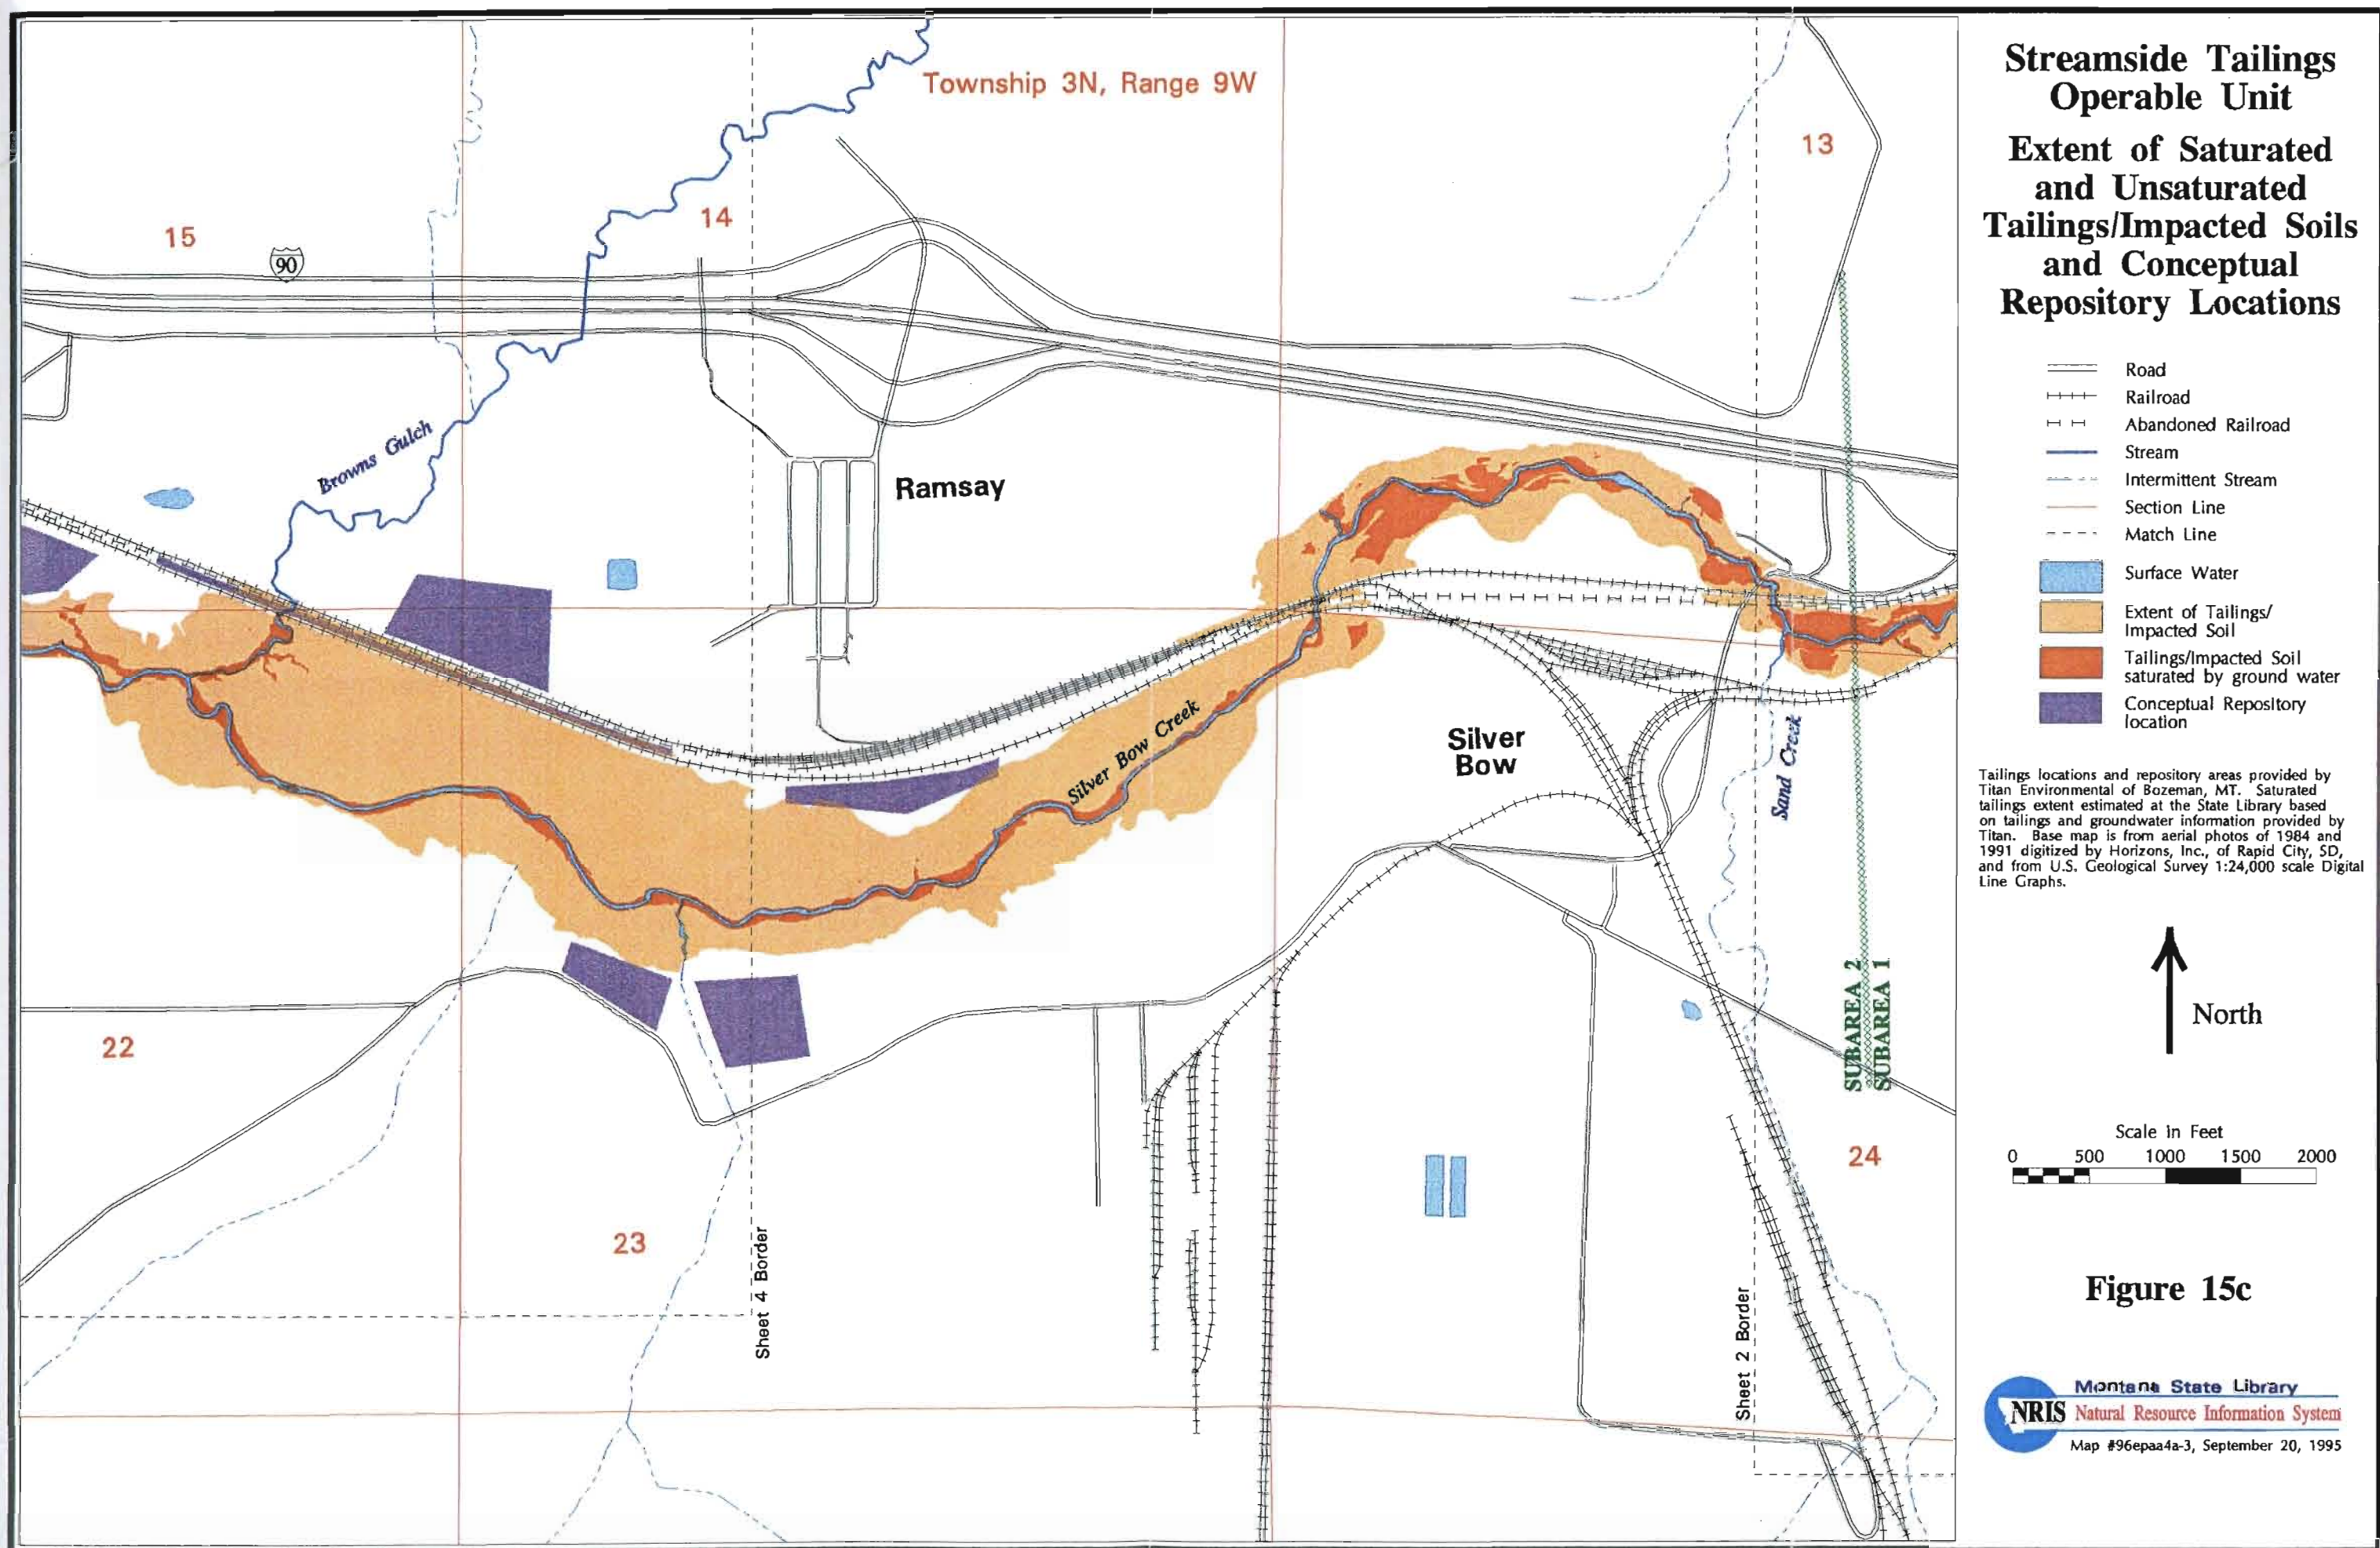 Streamside Tailings
Operable Unit
Extent of Saturated
and Unsaturated
Tailings/Impacted Soils
and Conceptual
Repository Locations
Road
Railroad
Abandoned Railroad
Stream
Intermittent Stream
Section Line
Match Line
Surface Water
Extent of Tailings/
Impacted Soil
Tailings/Impacted Soil
saturated by ground water
Conceptual Repository
location
Tailings locations and repository areas provided by
Titan Environmental of Bozeman, MT. Saturated
tailings extent estimated at the State Library based
on tailings and groundwater information provided by
Titan. Base map is from aerial photos of 1984 and
1991 digitized by Horizons, Inc., of Rapid City, SD,
and from U.S. Geological Survey 1:24,000 scale Digital
Line Graphs.
North
Scale in Feet
0 500 1000 1500 2000
Figure 15c
Montana State Library
NRIS Natural Resource Information System
Map #96epaa4a-3, September 20, 1995
Township 3N, Range 9W
13
14
15
90
Browns Gulch
Ramsay
Silver Bow Creek
Silver
Bow
Sand Creek
SUBAREA 2
SUBAREA 1
22
23
24
Sheet 4 Border
Sheet 2 Border